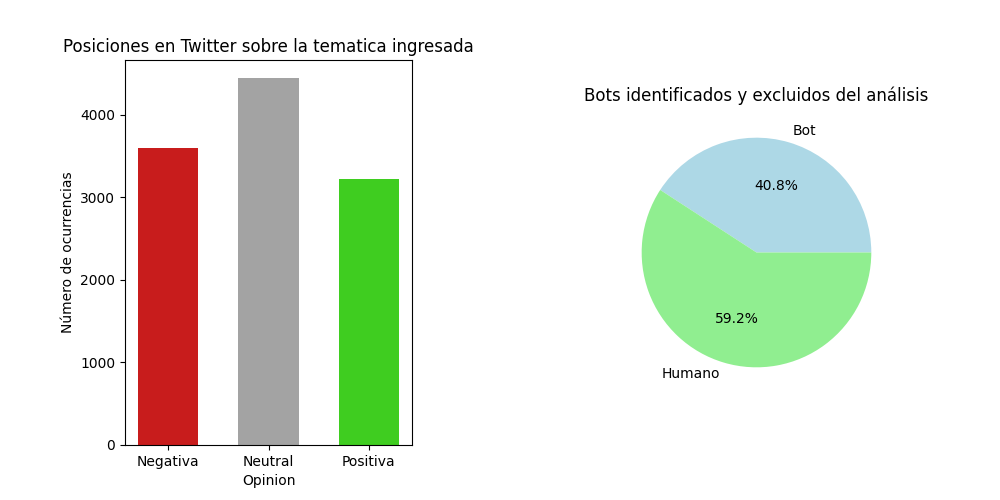 Posiciones en Twitter sobre la tematica ingresada
Número de ocurrencias
4000
3000
2000
1000
0
Negativa
Neutral
Positiva
Opinion
Bots identificados y excluidos del análisis
Bot
40.8%
59.2%
Humano